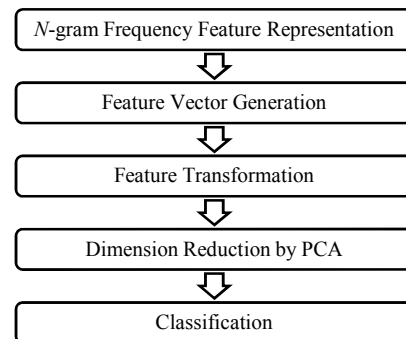 N-gram Frequency Feature Representation
Feature Vector Generation
Feature Transformation
Dimension Reduction by PCA
Classification